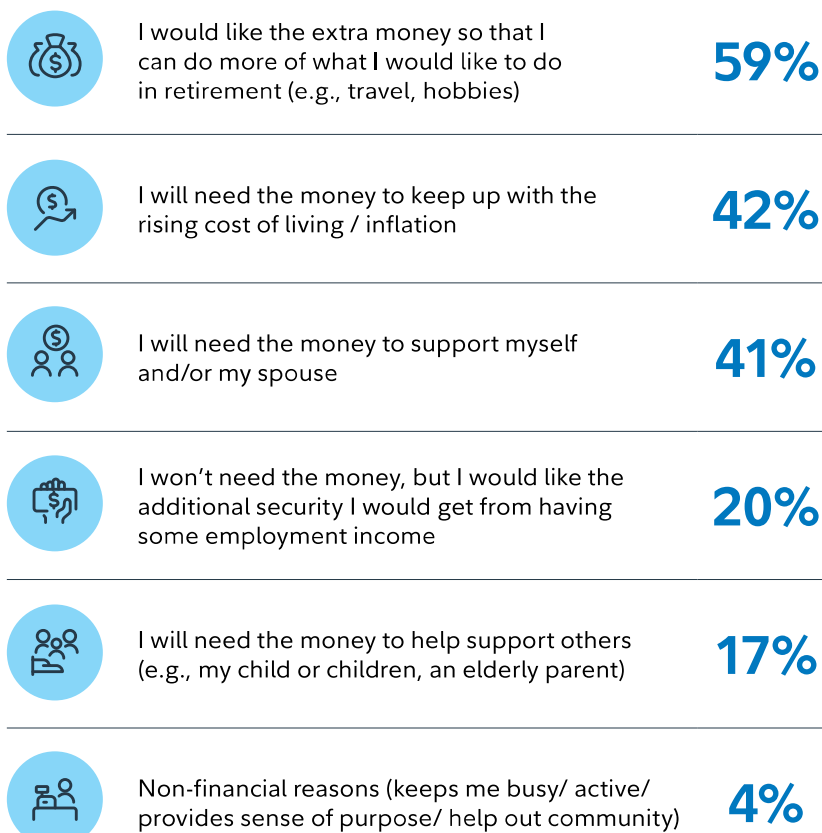 I would like the extra money so that I
can do more of what I would like to do
in retirement (e.g., travel, hobbies)
59%
I will need the money to keep up with the
rising cost of living / inflation
42%
I will need the money to support myself
and/or my spouse
41%
I won’t need the money, but I would like the
additional security I would get from having
some employment income
20%
I will need the money to help support others
(e.g., my child or children, an elderly parent)
17%
Non-financial reasons (keeps me busy/ active/
provides sense of purpose/ help out community)
4%